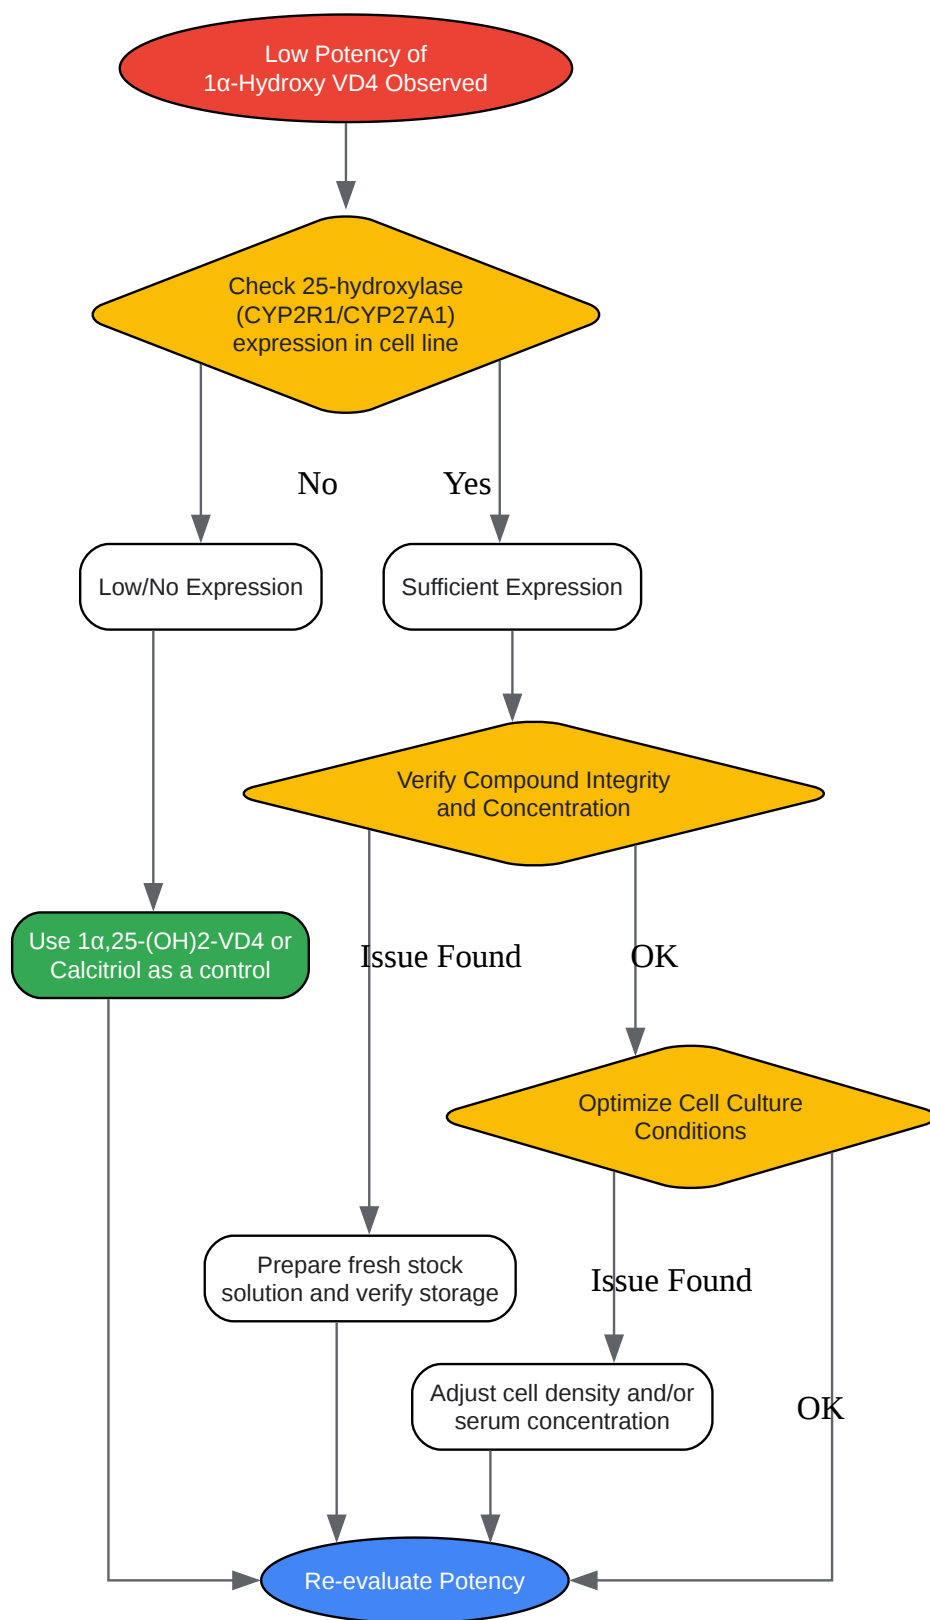 Low Potency of
1α-Hydroxy VD4 Observed
Check 25-hydroxylase
(CYP2R1/CYP27A1)
expression in cell line
No
Yes
Low/No Expression
Sufficient Expression
Verify Compound Integrity
and Concentration
Use 1α,25-(OH)2-VD4 or
Calcitriol as a control
Issue Found
OK
Optimize Cell Culture
Conditions
Prepare fresh stock
solution and verify storage
Issue Found
Adjust cell density and/or
serum concentration
OK
Re-evaluate Potency